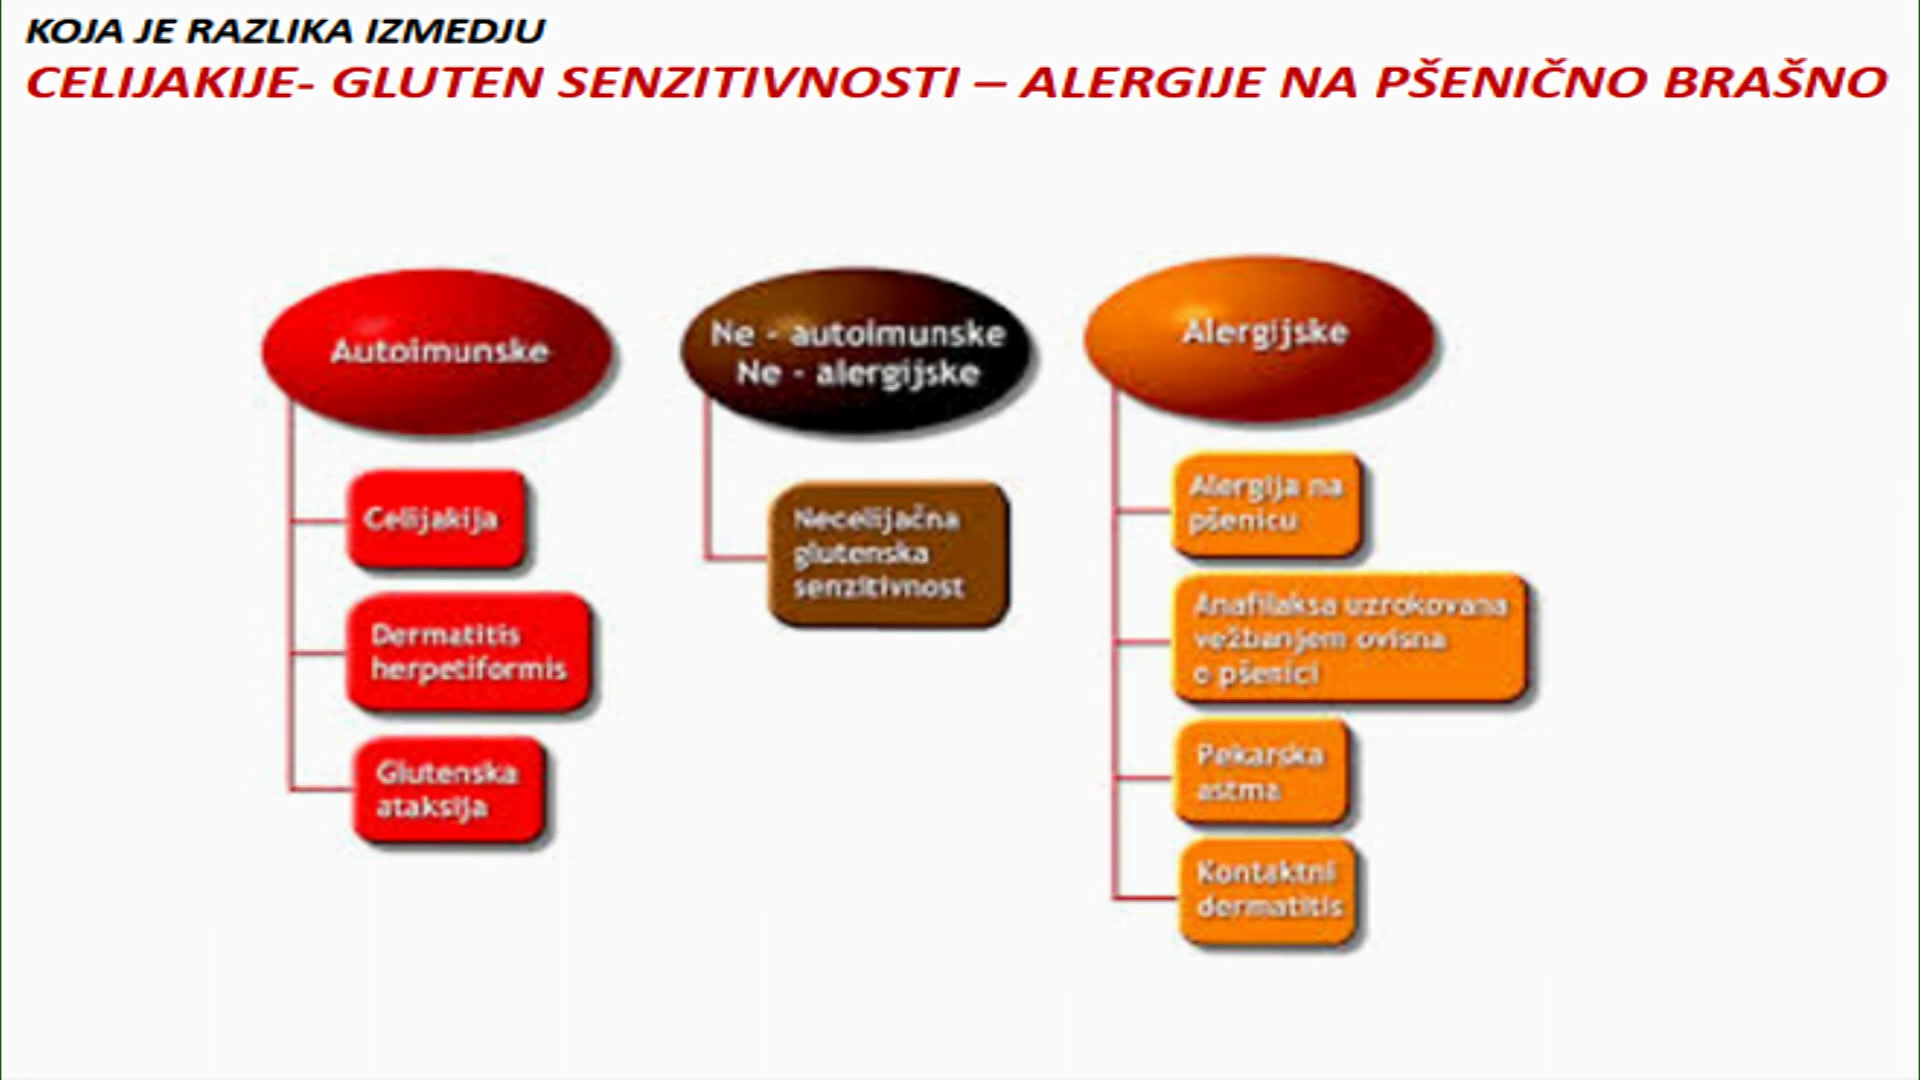 KOJA JE RAZLIKA IZMEDJU
CELIJAKIJE- GLUTEN SENZITIVNOSTI – ALERGIJE NA PŠENIČNO BRAŠNO
Autoimunske
Celijakija
Dermatitis
herpetiformis
Glutenska
ataksija
Ne - autoimunske
Ne - alergijske
Necelijačna
glutenska
senzitivnost
Alergijske
Alergija na
pšenicu
Anafilaksa uzrokovana
vežbanjem ovisna
o pšenici
Pekarska
astma
Kontaktni
dermatitis